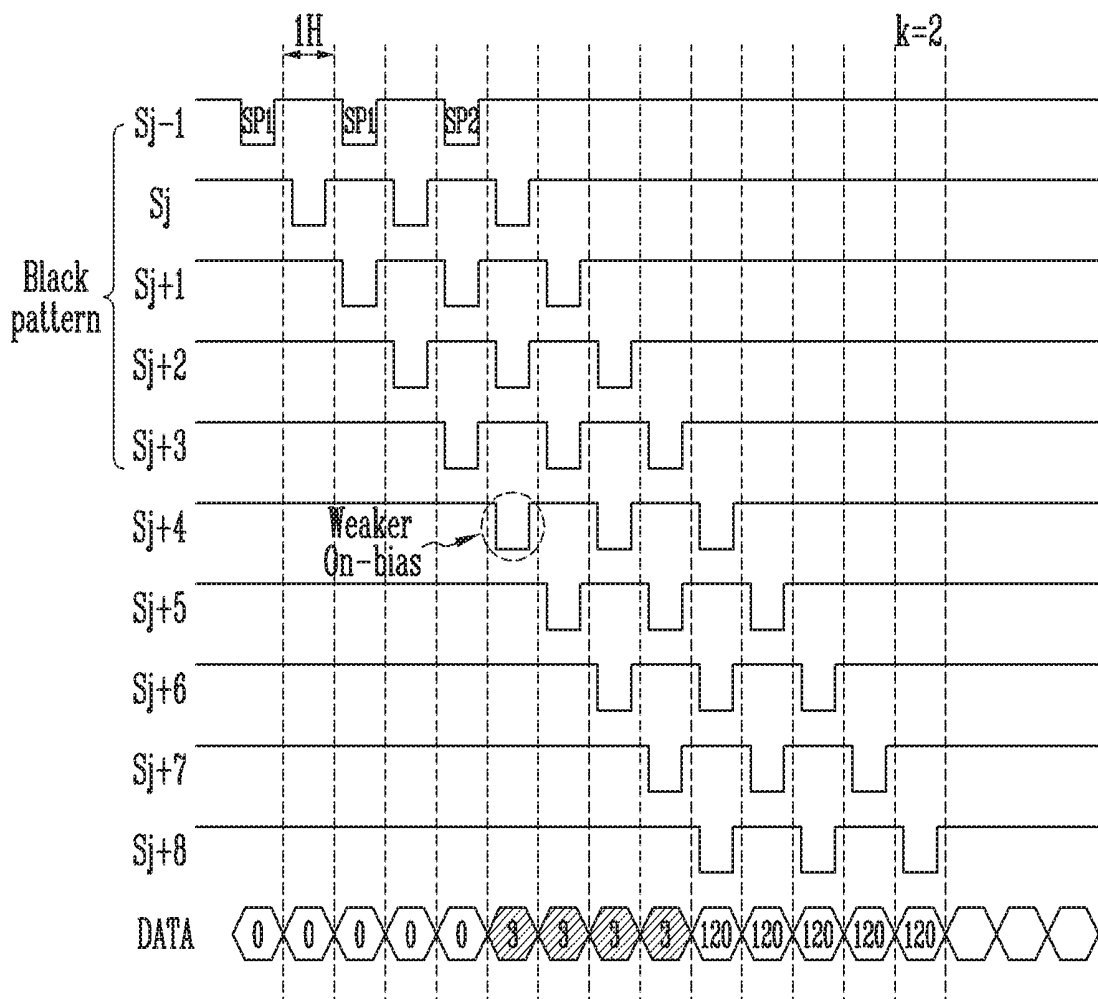 1H
k=2
Sj-1
SP1
SP1
SP2
Sj
Sj+1
Black
pattern
Sj+2
Sj+3
Sj+4
Weaker
On-bias
Sj+5
Sj+6
Sj+7
Sj+8
DATA 0 0 0 0 0 3 3 3 3 120 120 120 120 120